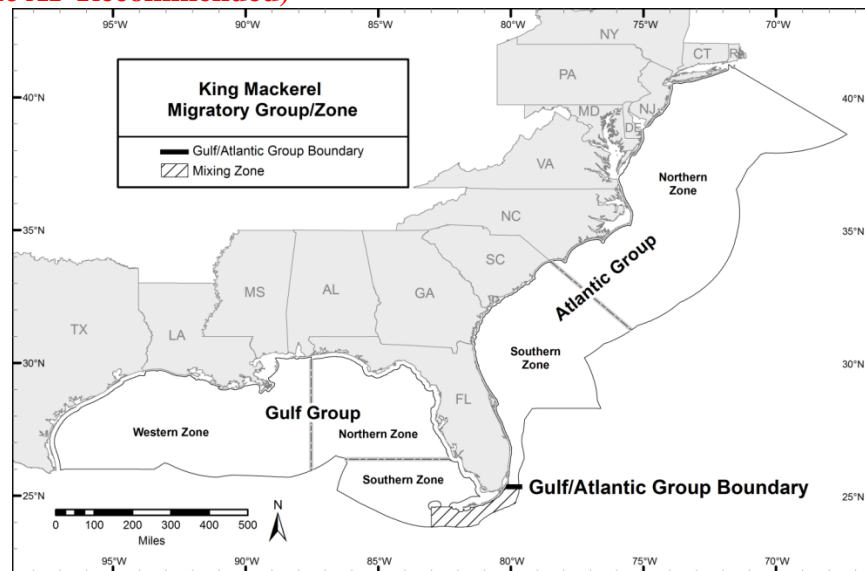 Recommended)
95°W 90°W 85°W 80°W 75°W 70°W
King Mackerel
Migratory Group/Zone
Gulf/Atlantic Group Boundary
Mixing Zone
NY
CT
PA
40°N
40°N
NJ
MD
DE
VA
Northern
Zone
NC
35°N
35°N
SC
Atlantic Group
MS
AL
GA
TX
LA
Southern
Zone
30°N
30°N
FL
Gulf Group
Western Zone
Northern Zone
Southern Zone
Gulf/Atlantic Group Boundary
25°N
25°N
N
0 100 200 300 400 500
Miles
95°W 90°W 85°W 80°W 75°W 70°W